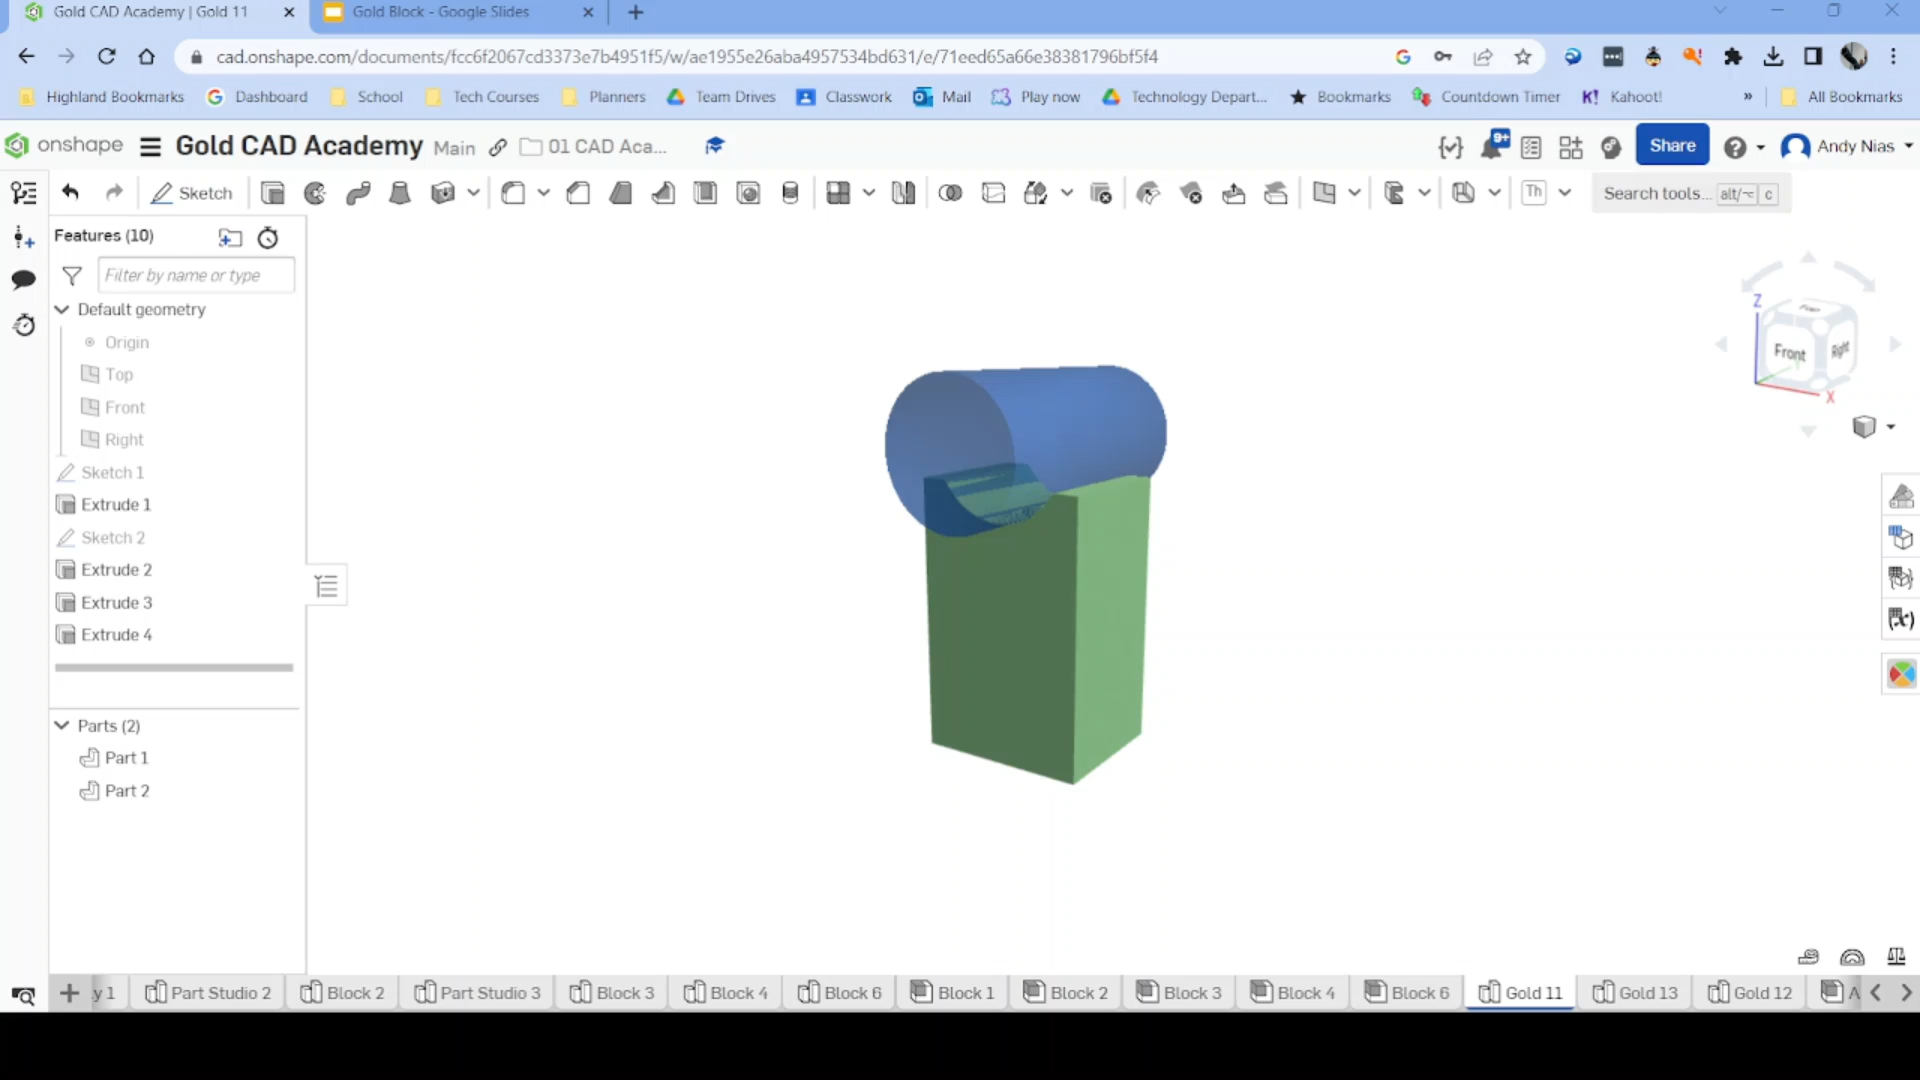 Gold CAD Academy | Gold 11
Gold Block - Google Slides
cad.onshape.com/documents/fcc6f2067cd3373e7b4951f5/w/ae1955e26aba4957534bd631/e/71eed65a66e38381796bf5f4
Highland Bookmarks Dashboard School Tech Courses Planners Team Drives Classwork Mail Play now Technology Depart... Bookmarks Countdown Timer Kahoot! » All Bookmarks
onshape Gold CAD Academy Main 01 CAD Aca... 9+ Share Andy Nias
Sketch Th Search tools... alt/⌥ c
Features (10)
Filter by name or type
Default geometry
Origin
Top
Front
Right
Sketch 1
Extrude 1
Sketch 2
Extrude 2
Extrude 3
Extrude 4
Parts (2)
Part 1
Part 2
Z
Top
Front Right
X
(x)
y 1 Part Studio 2 Block 2 Part Studio 3 Block 3 Block 4 Block 6 Block 1 Block 2 Block 3 Block 4 Block 6 Gold 11 Gold 13 Gold 12 A